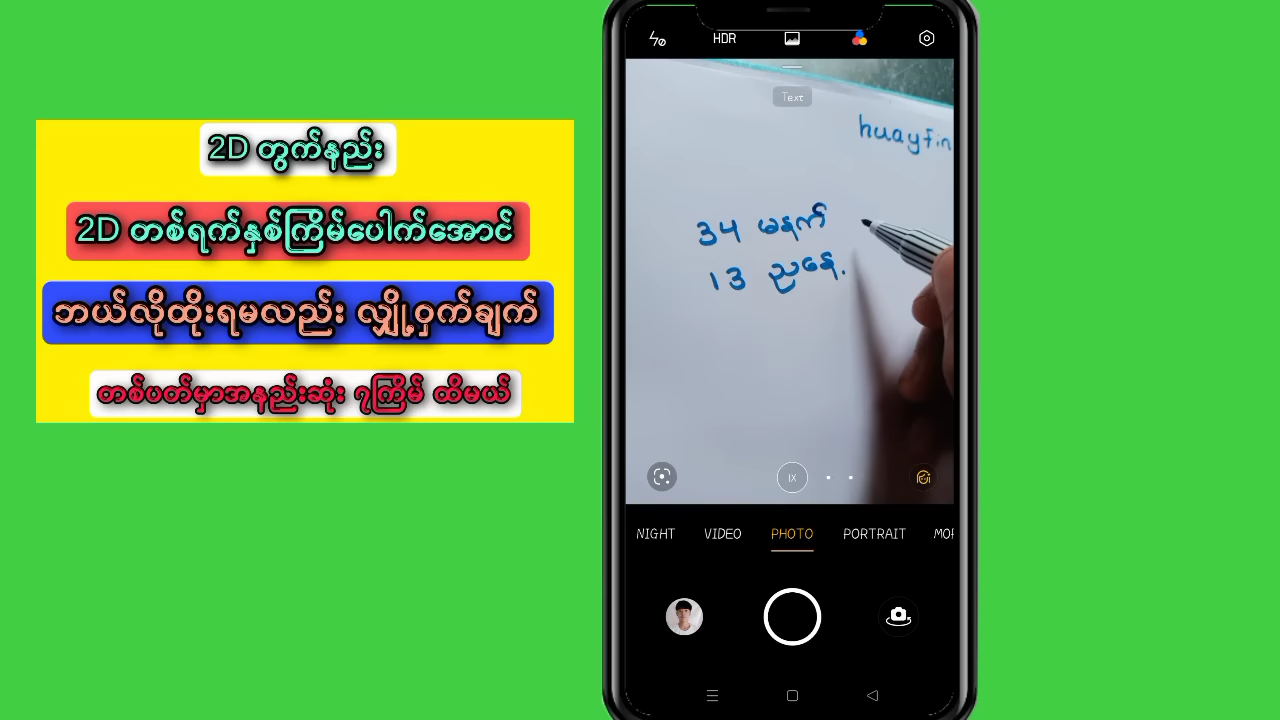 2D တွက်နည်း
2D တစ်ရက်နှစ်ကြိမ်ပေါက်အောင်
ဘယ်လိုထိုးရမလည်း လျှို့ဝှက်ချက်
တစ်ပတ်မှာအနည်းဆုံး ၇ကြိမ် ထိမယ်
HDR
Text
huayfin
34 မနက်
13 ညနေ.
1X
NIGHT VIDEO PHOTO PORTRAIT